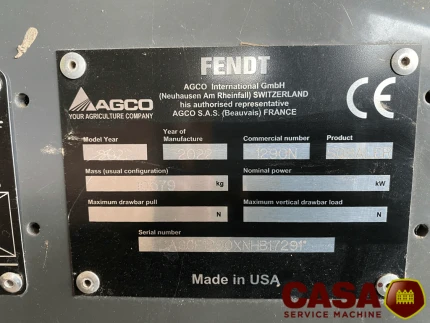 FENDT
AGCO
YOUR AGRICULTURE COMPANY
AGCO International GmbH
(Neuhausen Am Rheinfall) SWITZERLAND
his authorised representative
AGCO S.A.S. (Beauvais) FRANCE
CE
Model Year
Year of Manufacture
Commercial number
Product
Mass (usual configuration)
kg
Nominal power
kW
Maximum drawbar pull
N
Maximum vertical drawbar load
N
Serial number
Made in USA
CASA
SERVICE MACHINE